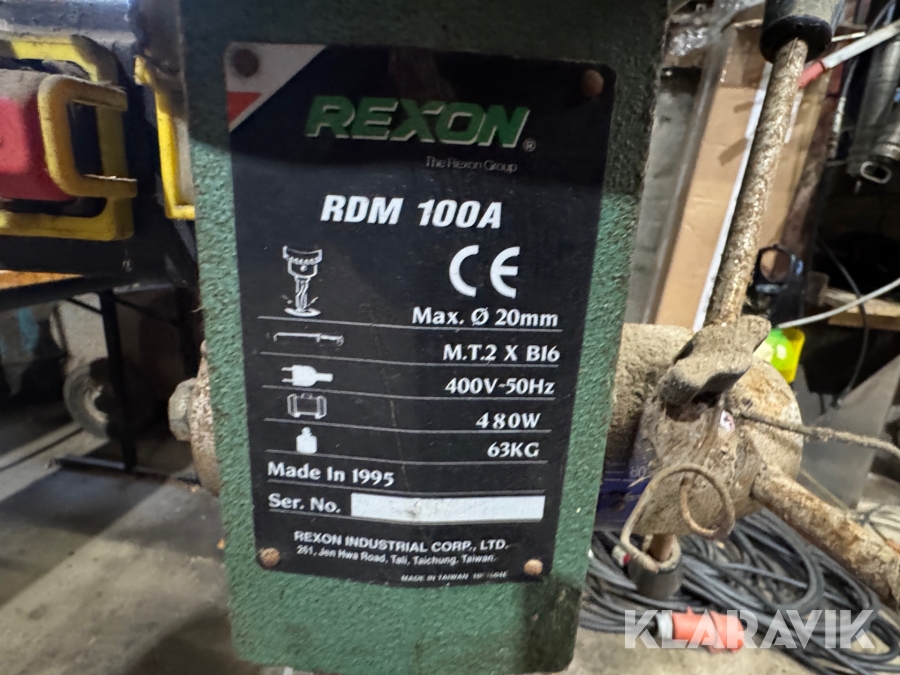 REXON®
The Rexon Group
RDM 100A
CE
Max. Ø 20mm
M.T.2 X B16
400V-50Hz
480W
63KG
Made In 1995
Ser. No.
REXON INDUSTRIAL CORP., LTD.
261, Jen Hwa Road, Tali, Taichung, Taiwan.
MADE IN TAIWAN
80
KLARAVIK